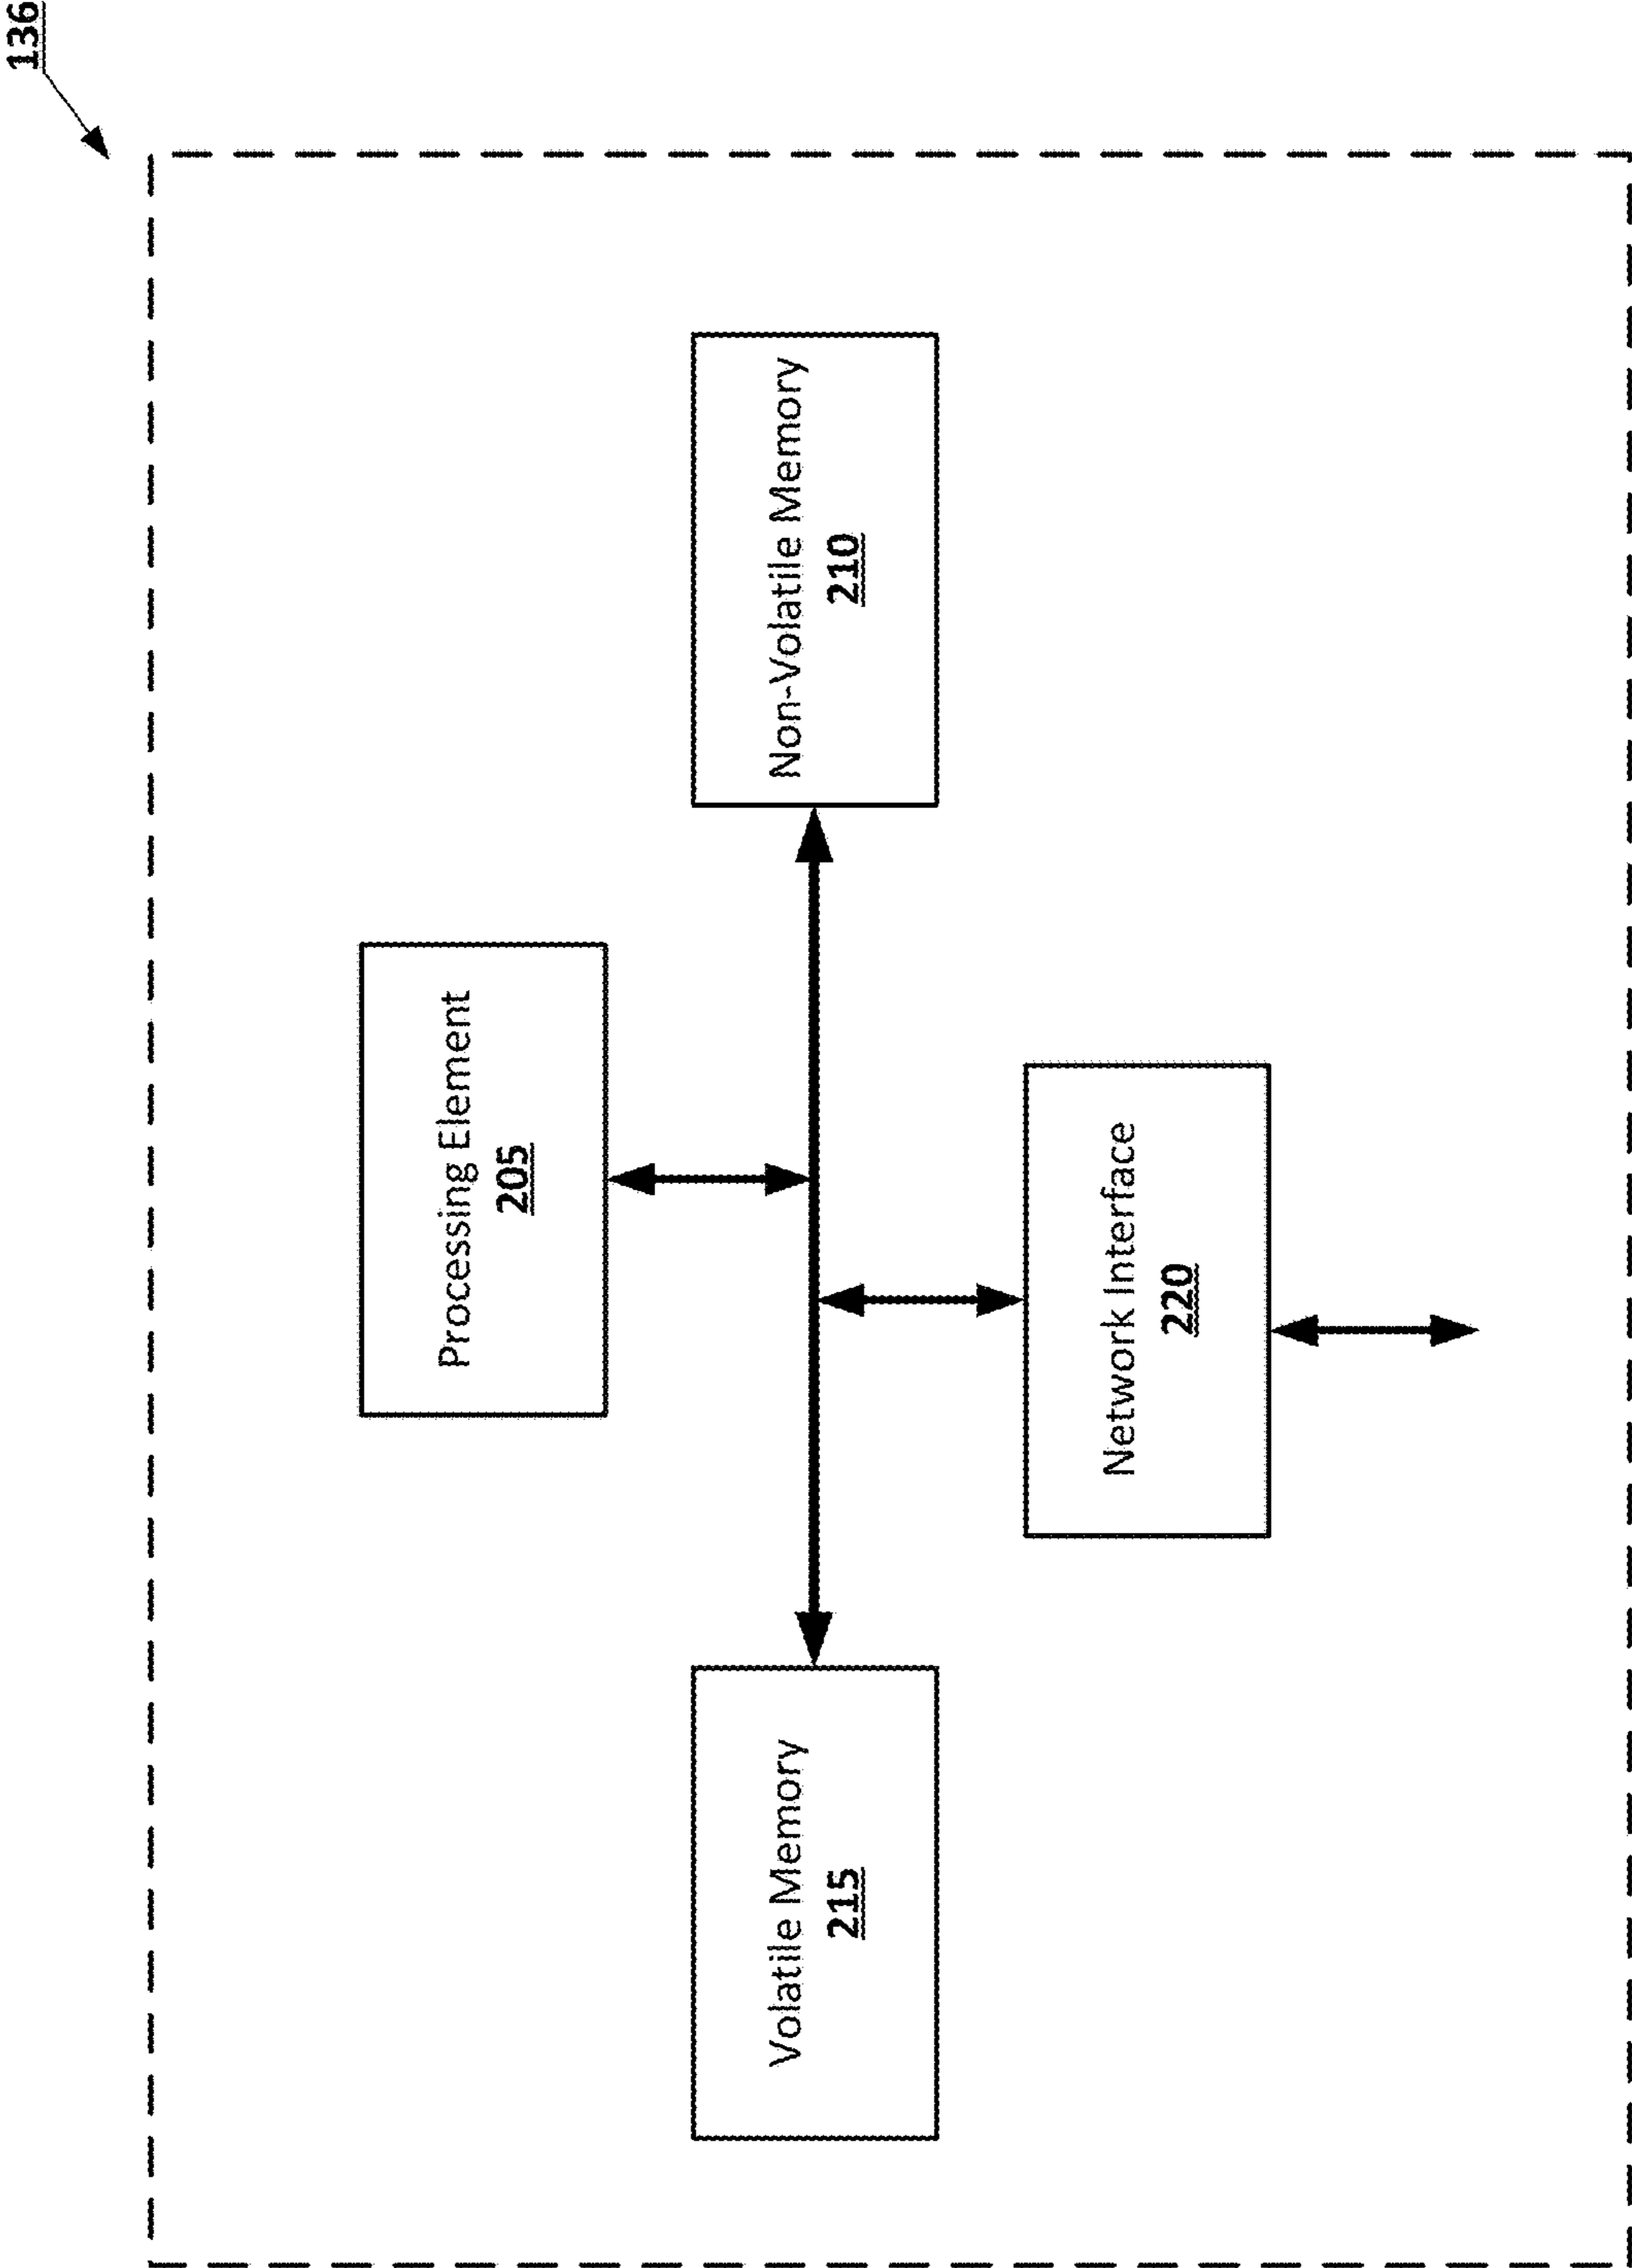 136
Processing Element
205
Volatile Memory
215
Non-Volatile Memory
210
Network Interface
220